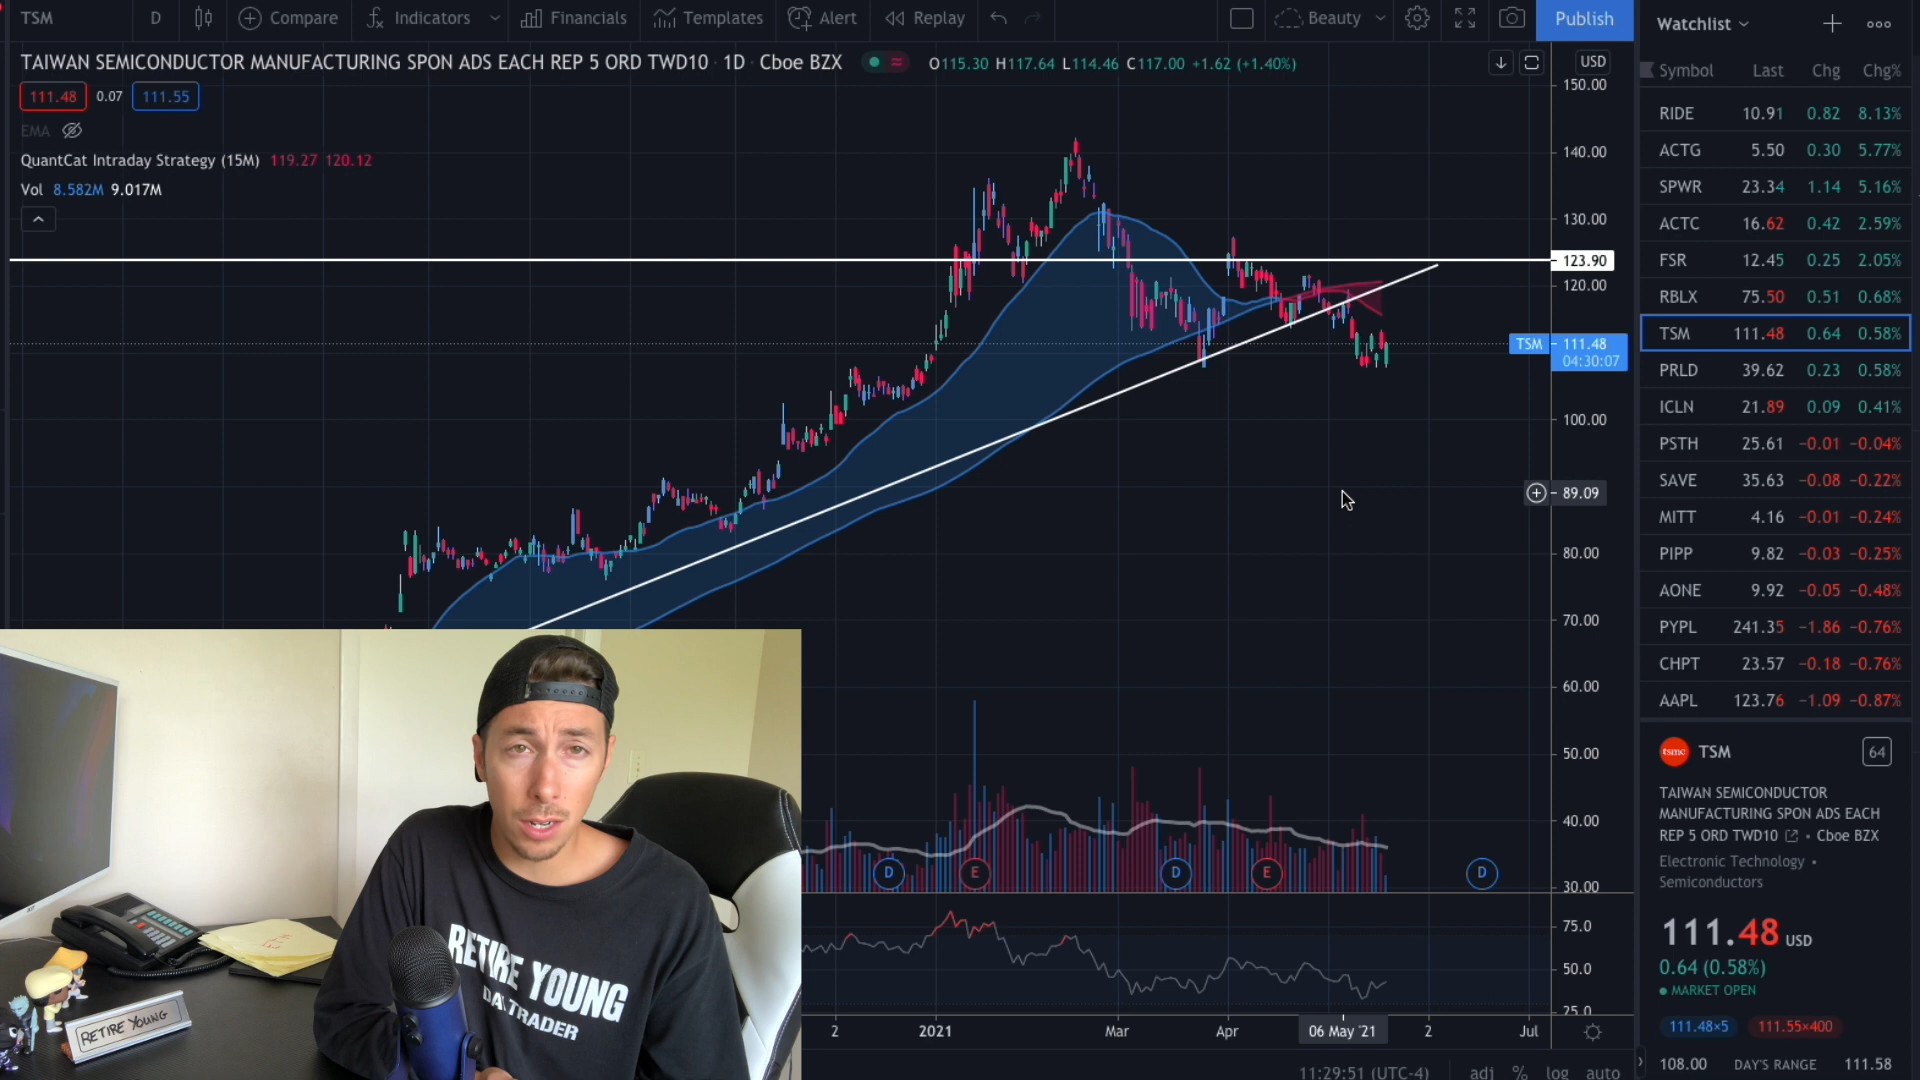 TSM D Compare Indicators Financials Templates Alert Replay Beauty Publish
TAIWAN SEMICONDUCTOR MANUFACTURING SPON ADS EACH REP 5 ORD TWD10 · 1D · Cboe BZX O115.30 H117.64 L114.46 C117.00 +1.62 (+1.40%)
111.48 0.07 111.55
EMA
QuantCat Intraday Strategy (15M) 119.27 120.12
Vol 8.582M 9.017M
USD
150.00
140.00
130.00
123.90
120.00
TSM 111.48
04:30:07
100.00
89.09
80.00
70.00
60.00
50.00
40.00
30.00
75.0
50.0
25.0
D E D E D
2 2021 Mar Apr 06 May '21 2 Jul
11:29:51 (UTC-4) adj % log auto
RETIRE YOUNG
DAY TRADER
RETIRE YOUNG
Watchlist
Symbol Last Chg Chg%
RIDE 10.91 0.82 8.13%
ACTG 5.50 0.30 5.77%
SPWR 23.34 1.14 5.16%
ACTC 16.62 0.42 2.59%
FSR 12.45 0.25 2.05%
RBLX 75.50 0.51 0.68%
TSM 111.48 0.64 0.58%
PRLD 39.62 0.23 0.58%
ICLN 21.89 0.09 0.41%
PSTH 25.61 −0.01 −0.04%
SAVE 35.63 −0.08 −0.22%
MITT 4.16 −0.01 −0.24%
PIPP 9.82 −0.03 −0.25%
AONE 9.92 −0.05 −0.48%
PYPL 241.35 −1.86 −0.76%
CHPT 23.57 −0.18 −0.76%
AAPL 123.76 −1.09 −0.87%
tsmc TSM 64
TAIWAN SEMICONDUCTOR
MANUFACTURING SPON ADS EACH
REP 5 ORD TWD10 • Cboe BZX
Electronic Technology •
Semiconductors
111.48 USD
0.64 (0.58%)
MARKET OPEN
111.48×5 111.55×400
108.00 DAY'S RANGE 111.58